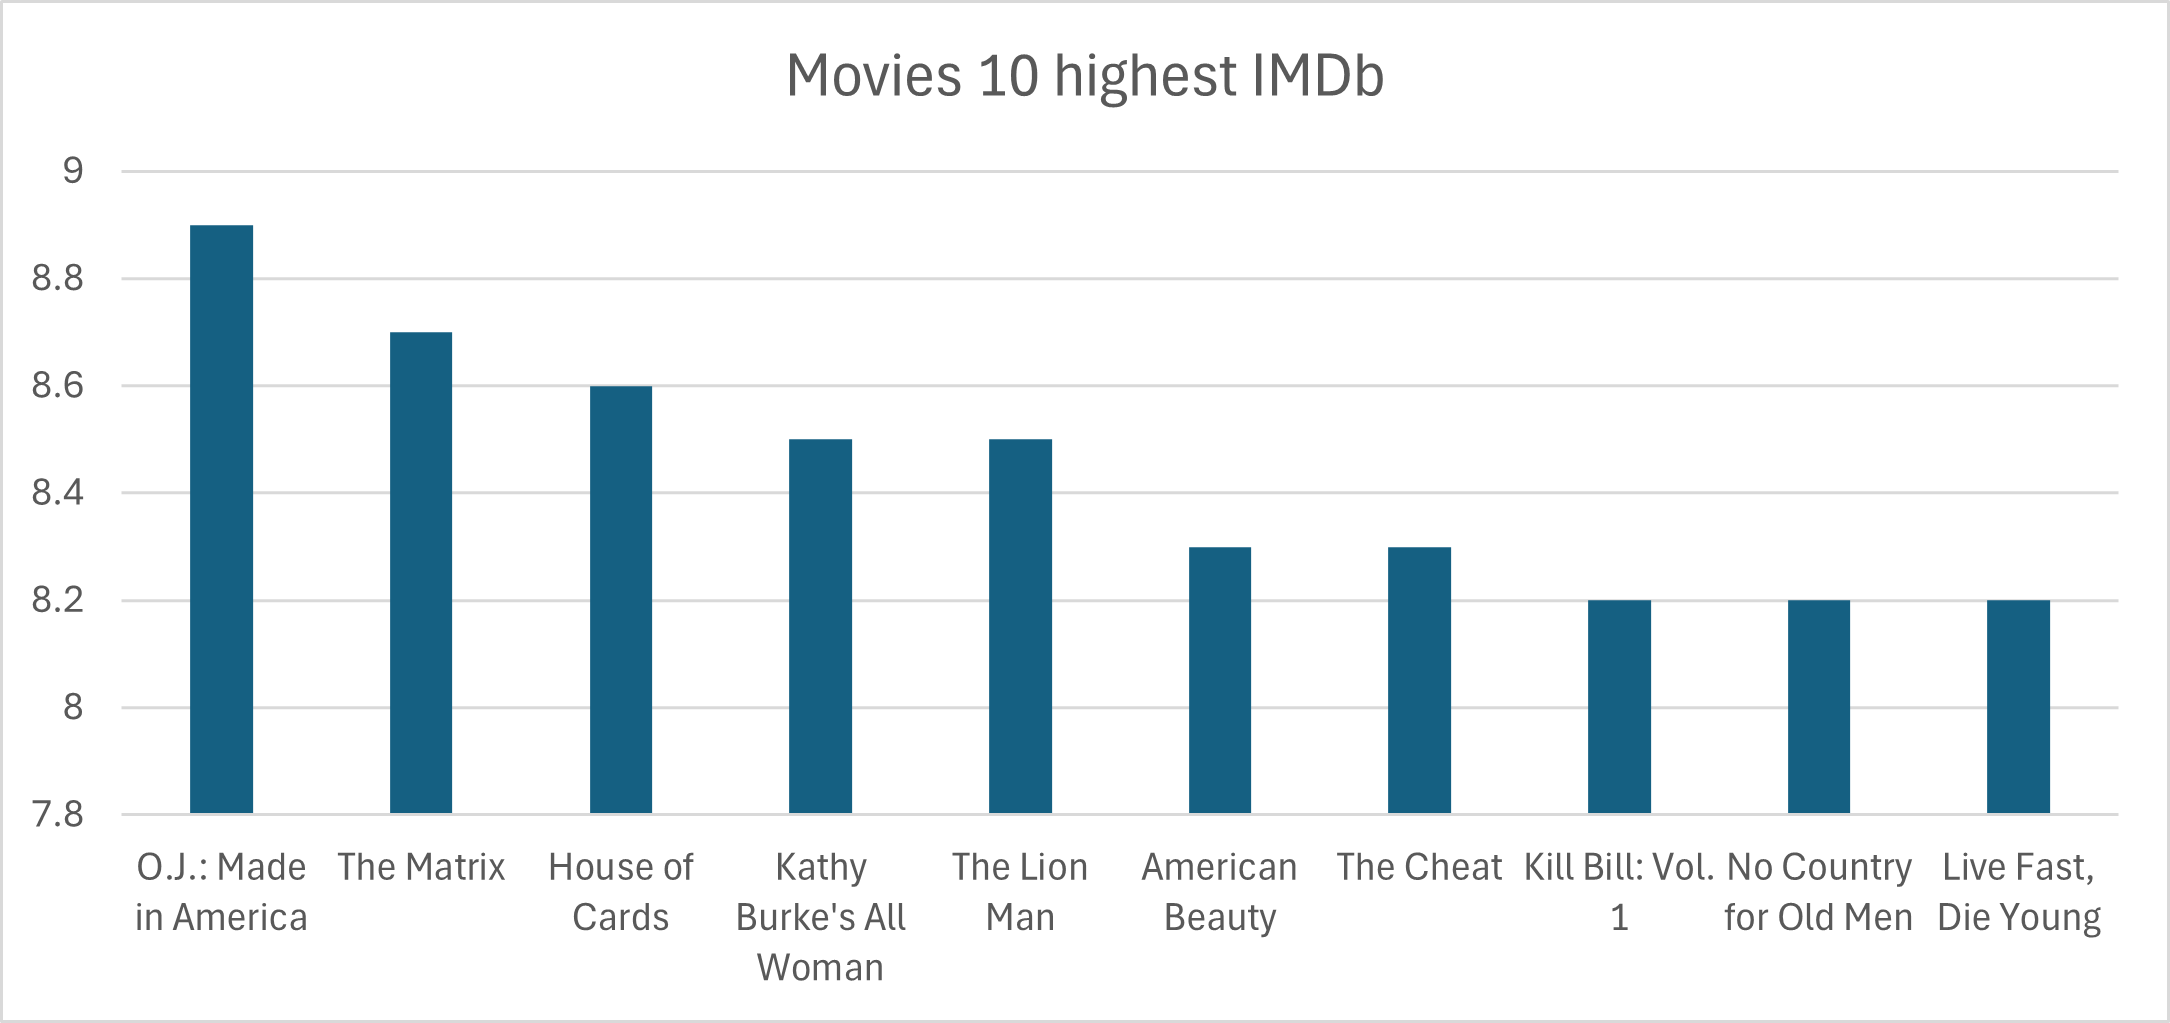 Movies 10 highest IMDb
9
8.8
8.6
8.4
8.2
8
7.8
O.J.: Made
in America
The Matrix
House of
Cards
Kathy
Burke's All
Woman
The Lion
Man
American
Beauty
The Cheat
Kill Bill: Vol.
1
No Country
for Old Men
Live Fast,
Die Young